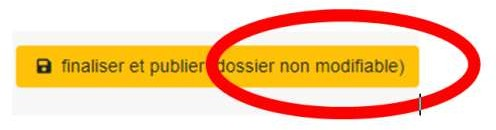 finaliser et publier (dossier non modifiable)